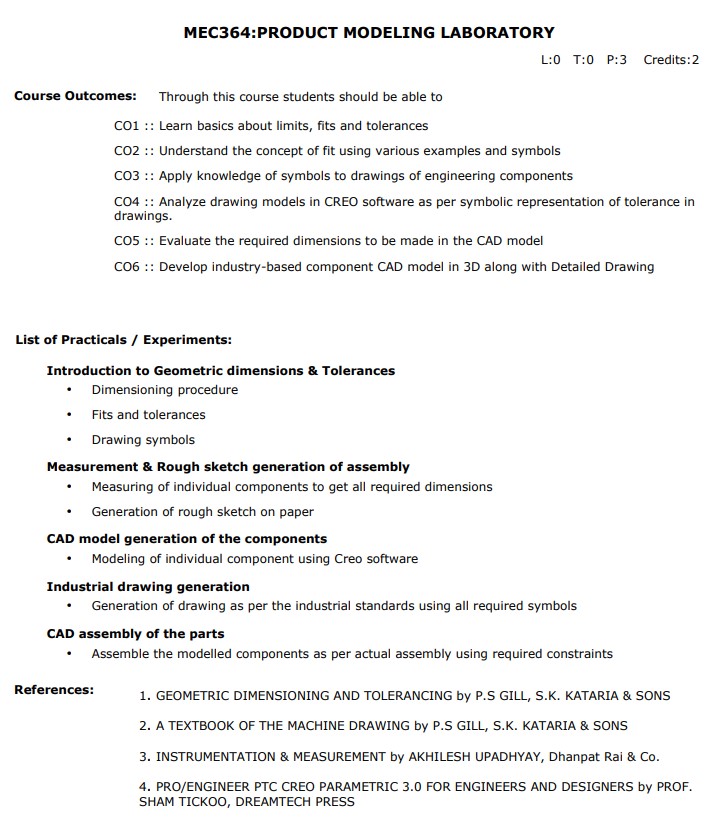 MEC364:PRODUCT MODELING LABORATORY
L:0 T:0 P:3 Credits:2
Course Outcomes: Through this course students should be able to
CO1 :: Learn basics about limits, fits and tolerances
CO2 :: Understand the concept of fit using various examples and symbols
CO3 :: Apply knowledge of symbols to drawings of engineering components
CO4 :: Analyze drawing models in CREO software as per symbolic representation of tolerance in
drawings.
CO5 :: Evaluate the required dimensions to be made in the CAD model
CO6 :: Develop industry-based component CAD model in 3D along with Detailed Drawing
List of Practicals / Experiments:
Introduction to Geometric dimensions & Tolerances
• Dimensioning procedure
• Fits and tolerances
• Drawing symbols
Measurement & Rough sketch generation of assembly
• Measuring of individual components to get all required dimensions
• Generation of rough sketch on paper
CAD model generation of the components
• Modeling of individual component using Creo software
Industrial drawing generation
• Generation of drawing as per the industrial standards using all required symbols
CAD assembly of the parts
• Assemble the modelled components as per actual assembly using required constraints
References:
1. GEOMETRIC DIMENSIONING AND TOLERANCING by P.S GILL, S.K. KATARIA & SONS
2. A TEXTBOOK OF THE MACHINE DRAWING by P.S GILL, S.K. KATARIA & SONS
3. INSTRUMENTATION & MEASUREMENT by AKHILESH UPADHYAY, Dhanpat Rai & Co.
4. PRO/ENGINEER PTC CREO PARAMETRIC 3.0 FOR ENGINEERS AND DESIGNERS by PROF.
SHAM TICKOO, DREAMTECH PRESS